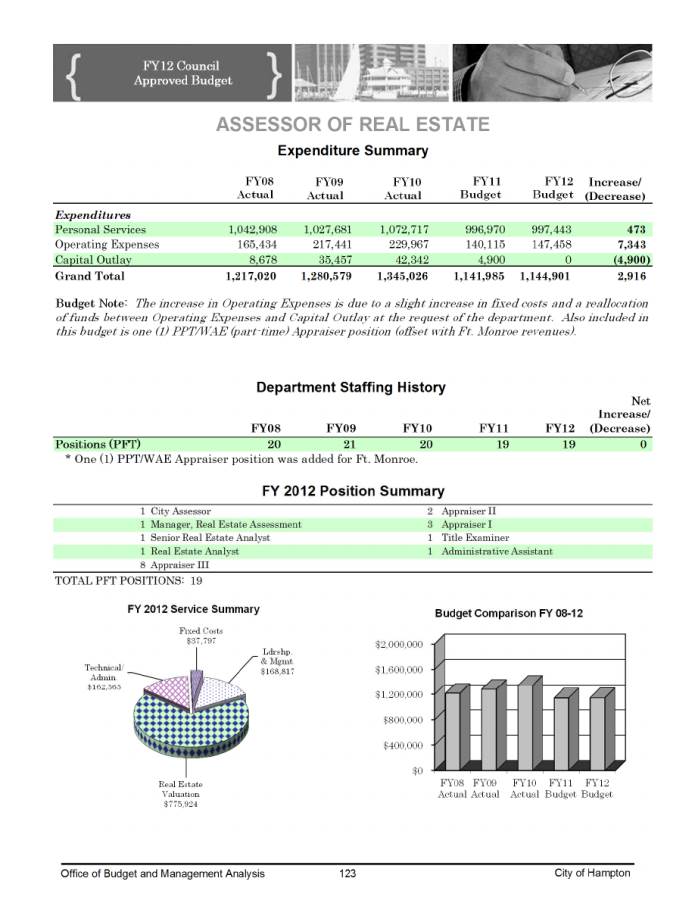 FY12 Council
Approved Budget
ASSESSOR OF REAL ESTATE
Expenditure Summary
FY08 FY09 FY10 FY11 FY12 Increase/
Actual Actual Actual Budget Budget (Decrease)
Expenditures
Personal Services 1,042,908 1,027,681 1,072,717 996,970 997,443 473
Operating Expenses 165,434 217,441 229,967 140,115 147,458 7,343
Capital Outlay 8,678 35,457 42,342 4,900 0 (4,900)
Grand Total 1,217,020 1,280,579 1,345,026 1,141,985 1,144,901 2,916
Budget Note: The increase in Operating Expenses is due to a slight increase in fixed costs and a reallocation
of funds between Operating Expenses and Capital Outlay at the request of the department. Also included in
this budget is one (1) PPT/WAE (part-time) Appraiser position (offset with Ft. Monroe revenues).
Department Staffing History
Net
Increase/
FY08 FY09 FY10 FY11 FY12 (Decrease)
Positions (PFT) 20 21 20 19 19 0
* One (1) PPT/WAE Appraiser position was added for Ft. Monroe.
FY 2012 Position Summary
1 City Assessor 2 Appraiser II
1 Manager, Real Estate Assessment 3 Appraiser I
1 Senior Real Estate Analyst 1 Title Examiner
1 Real Estate Analyst 1 Administrative Assistant
8 Appraiser III
TOTAL PFT POSITIONS: 19
FY 2012 Service Summary
Fixed Costs
$37,797
Ldrshp.
& Mgmt.
$168,817
Technical/
Admin
$162,363
Real Estate
Valuation
$775,924
Budget Comparison FY 08-12
$2,000,000
$1,600,000
$1,200,000
$800,000
$400,000
$0
FY08 FY09 FY10 FY11 FY12
Actual Actual Actual Budget Budget
Office of Budget and Management Analysis 123 City of Hampton